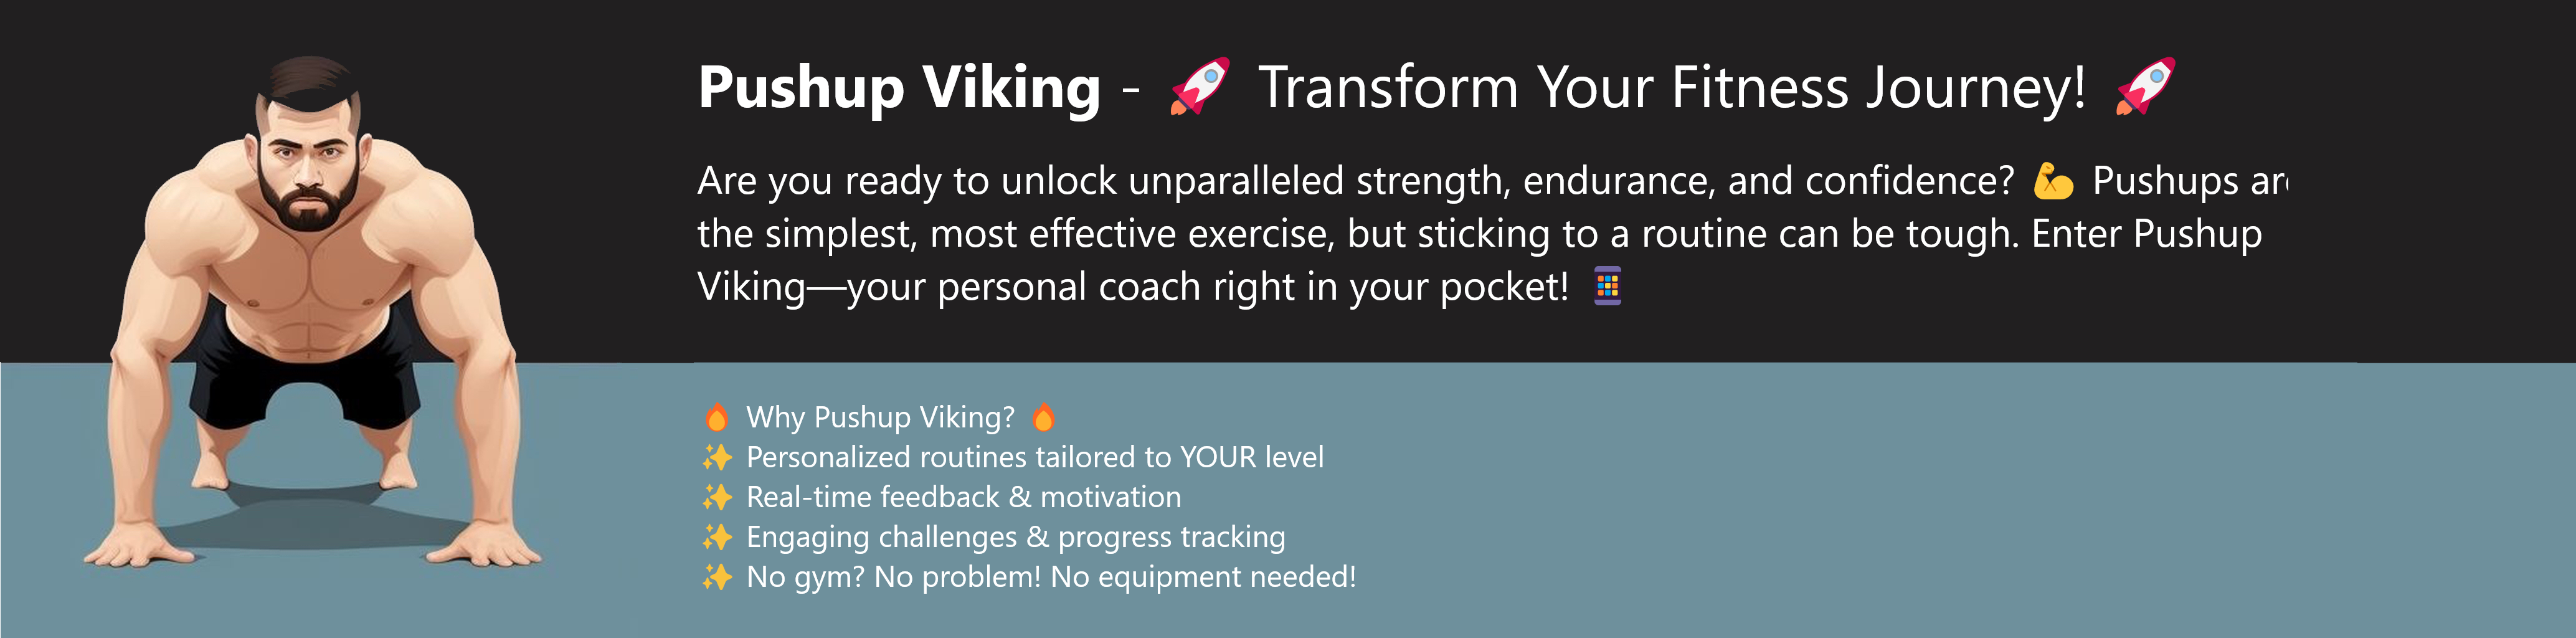 Pushup Viking - 🚀 Transform Your Fitness Journey! 🚀
Are you ready to unlock unparalleled strength, endurance, and confidence? 💪 Pushups are
the simplest, most effective exercise, but sticking to a routine can be tough. Enter Pushup
Viking—your personal coach right in your pocket! 📱
🔥 Why Pushup Viking? 🔥
✨ Personalized routines tailored to YOUR level
✨ Real-time feedback & motivation
✨ Engaging challenges & progress tracking
✨ No gym? No problem! No equipment needed!